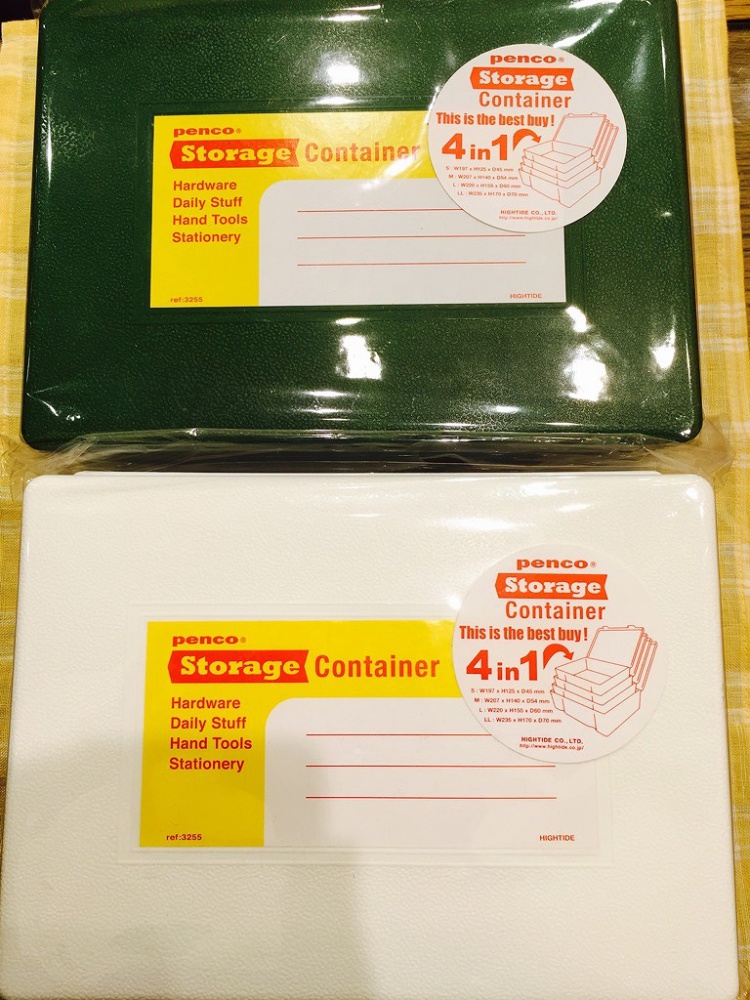 penco®
Storage
Container
This is the best buy!
4 in 1
S : W197 x H125 x D45 mm
M : W207 x H140 x D54 mm
L : W220 x H155 x D60 mm
LL : W235 x H170 x D70 mm
HIGHTIDE CO., LTD.
http://www.hightide.co.jp/
penco®
Storage Container
Hardware
Daily Stuff
Hand Tools
Stationery
ref:3255
HIGHTIDE
penco®
Storage
Container
This is the best buy!
4 in 1
S : W197 x H125 x D45 mm
M : W207 x H140 x D54 mm
L : W220 x H155 x D60 mm
LL : W235 x H170 x D70 mm
HIGHTIDE CO., LTD.
http://www.hightide.co.jp/
penco®
Storage Container
Hardware
Daily Stuff
Hand Tools
Stationery
ref:3255
HIGHTIDE